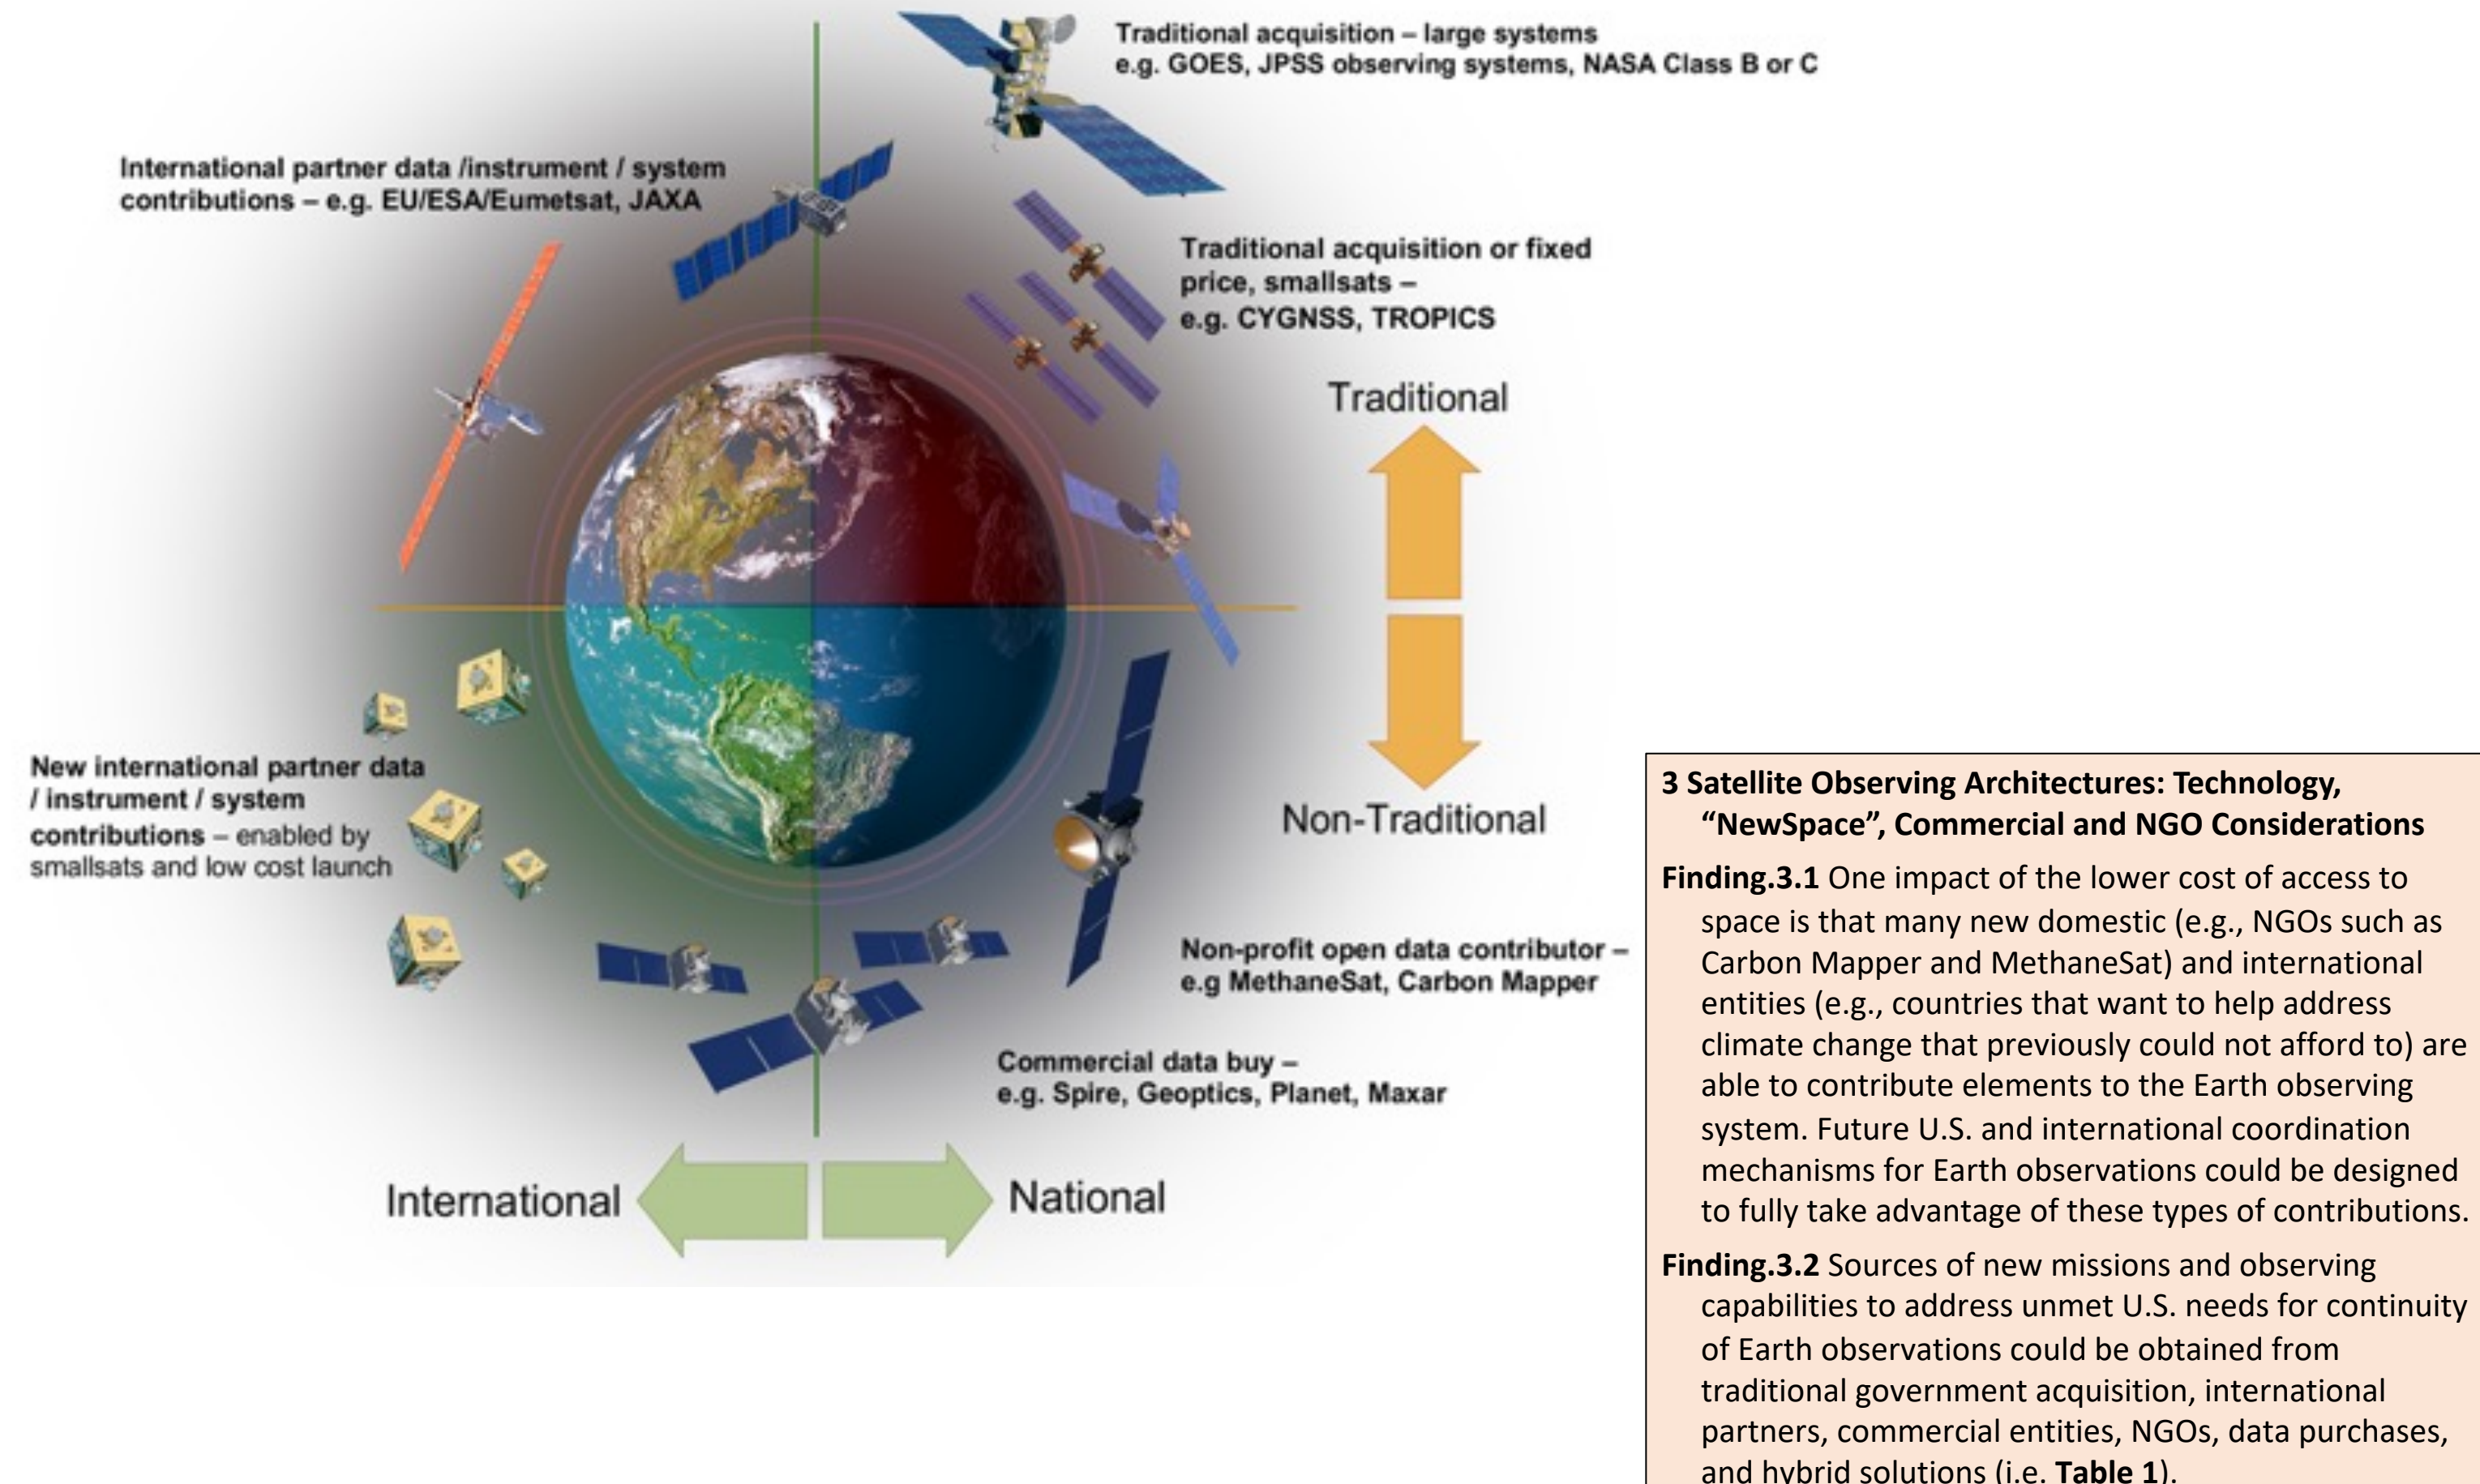 Traditional acquisition – large systems
e.g. GOES, JPSS observing systems, NASA Class B or C
International partner data /instrument / system
contributions – e.g. EU/ESA/Eumetsat, JAXA
Traditional acquisition or fixed
price, smallsats –
e.g. CYGNSS, TROPICS
Traditional
Non-Traditional
New international partner data
/ instrument / system
contributions – enabled by
smallsats and low cost launch
Non-profit open data contributor –
e.g MethaneSat, Carbon Mapper
Commercial data buy –
e.g. Spire, Geoptics, Planet, Maxar
International
National
3 Satellite Observing Architectures: Technology,
“NewSpace”, Commercial and NGO Considerations
Finding.3.1 One impact of the lower cost of access to
space is that many new domestic (e.g., NGOs such as
Carbon Mapper and MethaneSat) and international
entities (e.g., countries that want to help address
climate change that previously could not afford to) are
able to contribute elements to the Earth observing
system. Future U.S. and international coordination
mechanisms for Earth observations could be designed
to fully take advantage of these types of contributions.
Finding.3.2 Sources of new missions and observing
capabilities to address unmet U.S. needs for continuity
of Earth observations could be obtained from
traditional government acquisition, international
partners, commercial entities, NGOs, data purchases,
and hybrid solutions (i.e. Table 1).